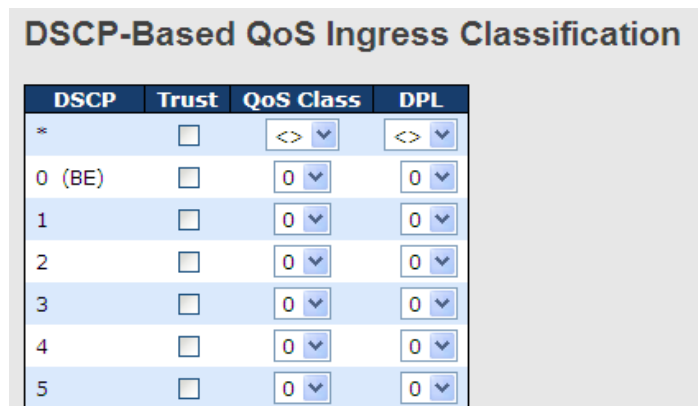 DSCP-Based QoS Ingress Classification
DSCP Trust QoS Class DPL
* <> <>
0 (BE) 0 0
1 0 0
2 0 0
3 0 0
4 0 0
5 0 0